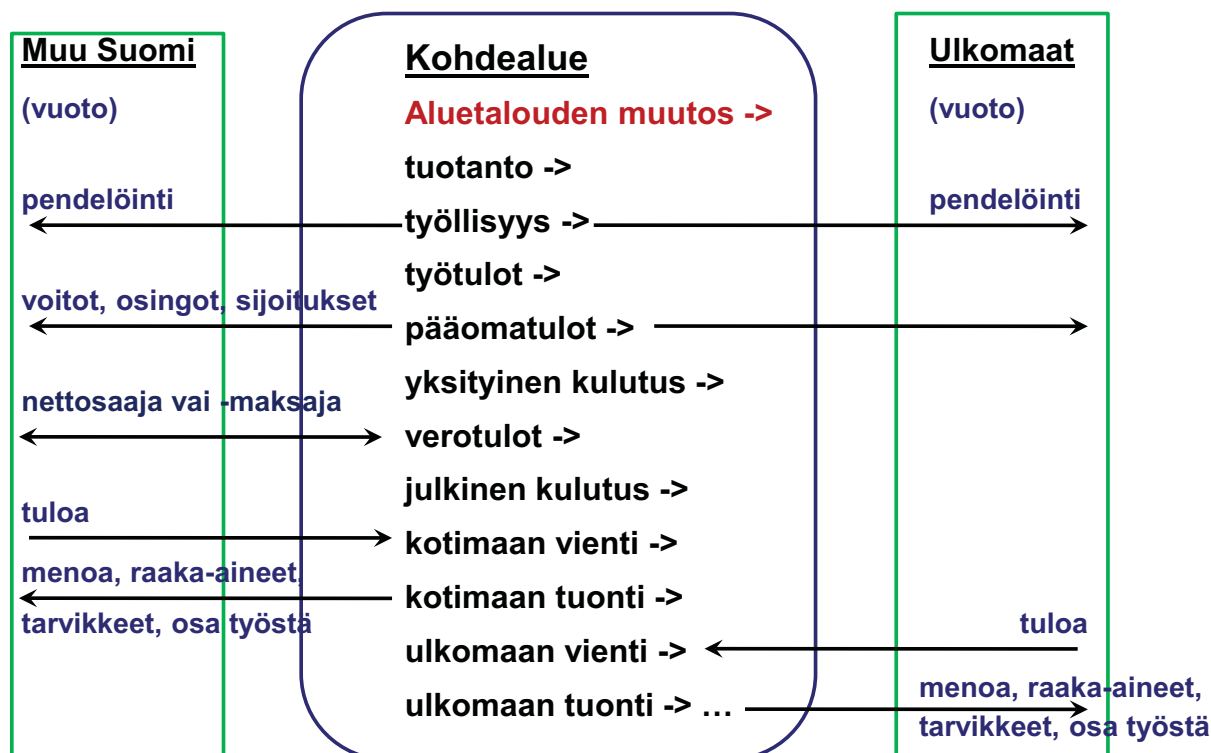 Muu Suomi
(vuoto)
pendelöinti
voitot, osingot, sijoitukset
nettosaaja vai -maksaja
tuloa
menoa, raaka-aineet,
tarvikkeet, osa työstä
Kohdealue
Aluetalouden muutos ->
tuotanto ->
työllisyys ->
työtulot ->
pääomatulot ->
yksityinen kulutus ->
verotulot ->
julkinen kulutus ->
kotimaan vienti ->
kotimaan tuonti ->
ulkomaan vienti ->
ulkomaan tuonti -> …
Ulkomaat
(vuoto)
pendelöinti
tuloa
menoa, raaka-aineet,
tarvikkeet, osa työstä